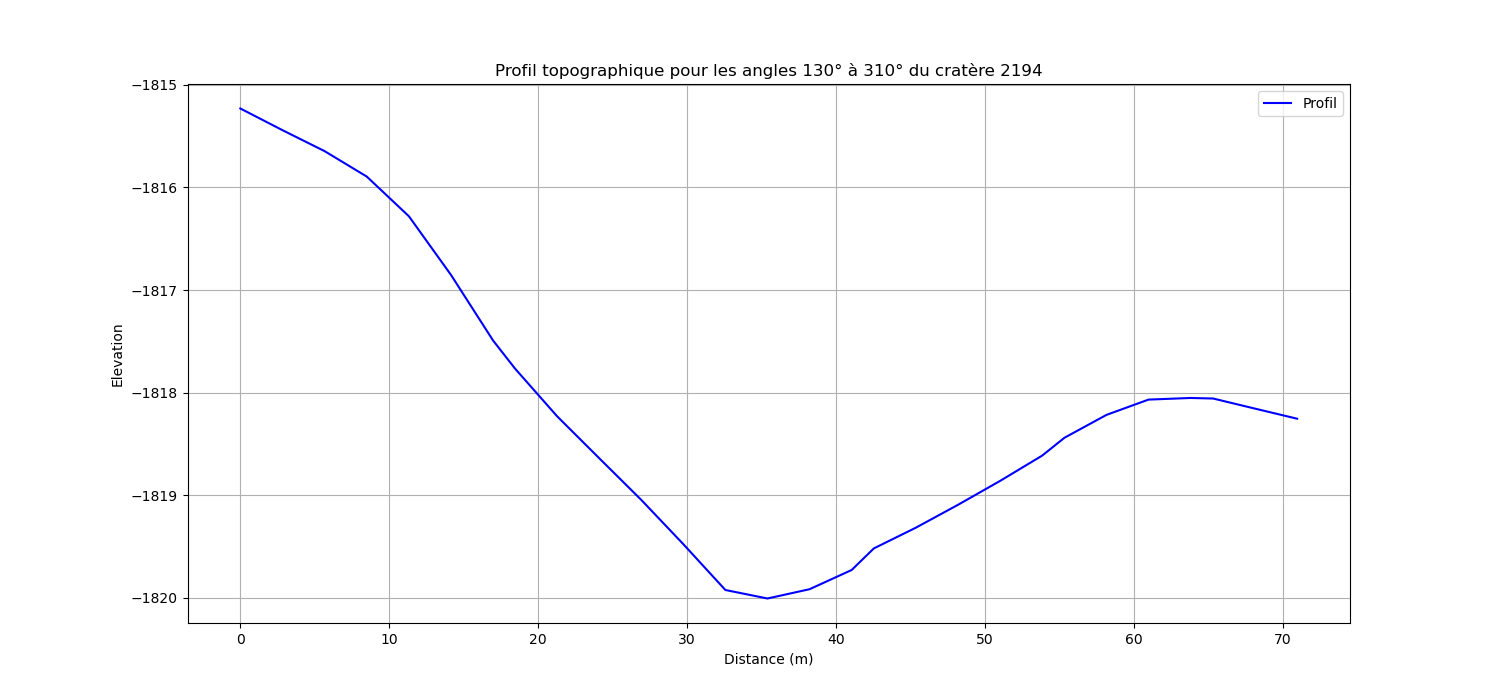 Profil topographique pour les angles 130° à 310° du cratère 2194
Profil
−1815
−1816
−1817
−1818
−1819
−1820
Elevation
0 10 20 30 40 50 60 70
Distance (m)